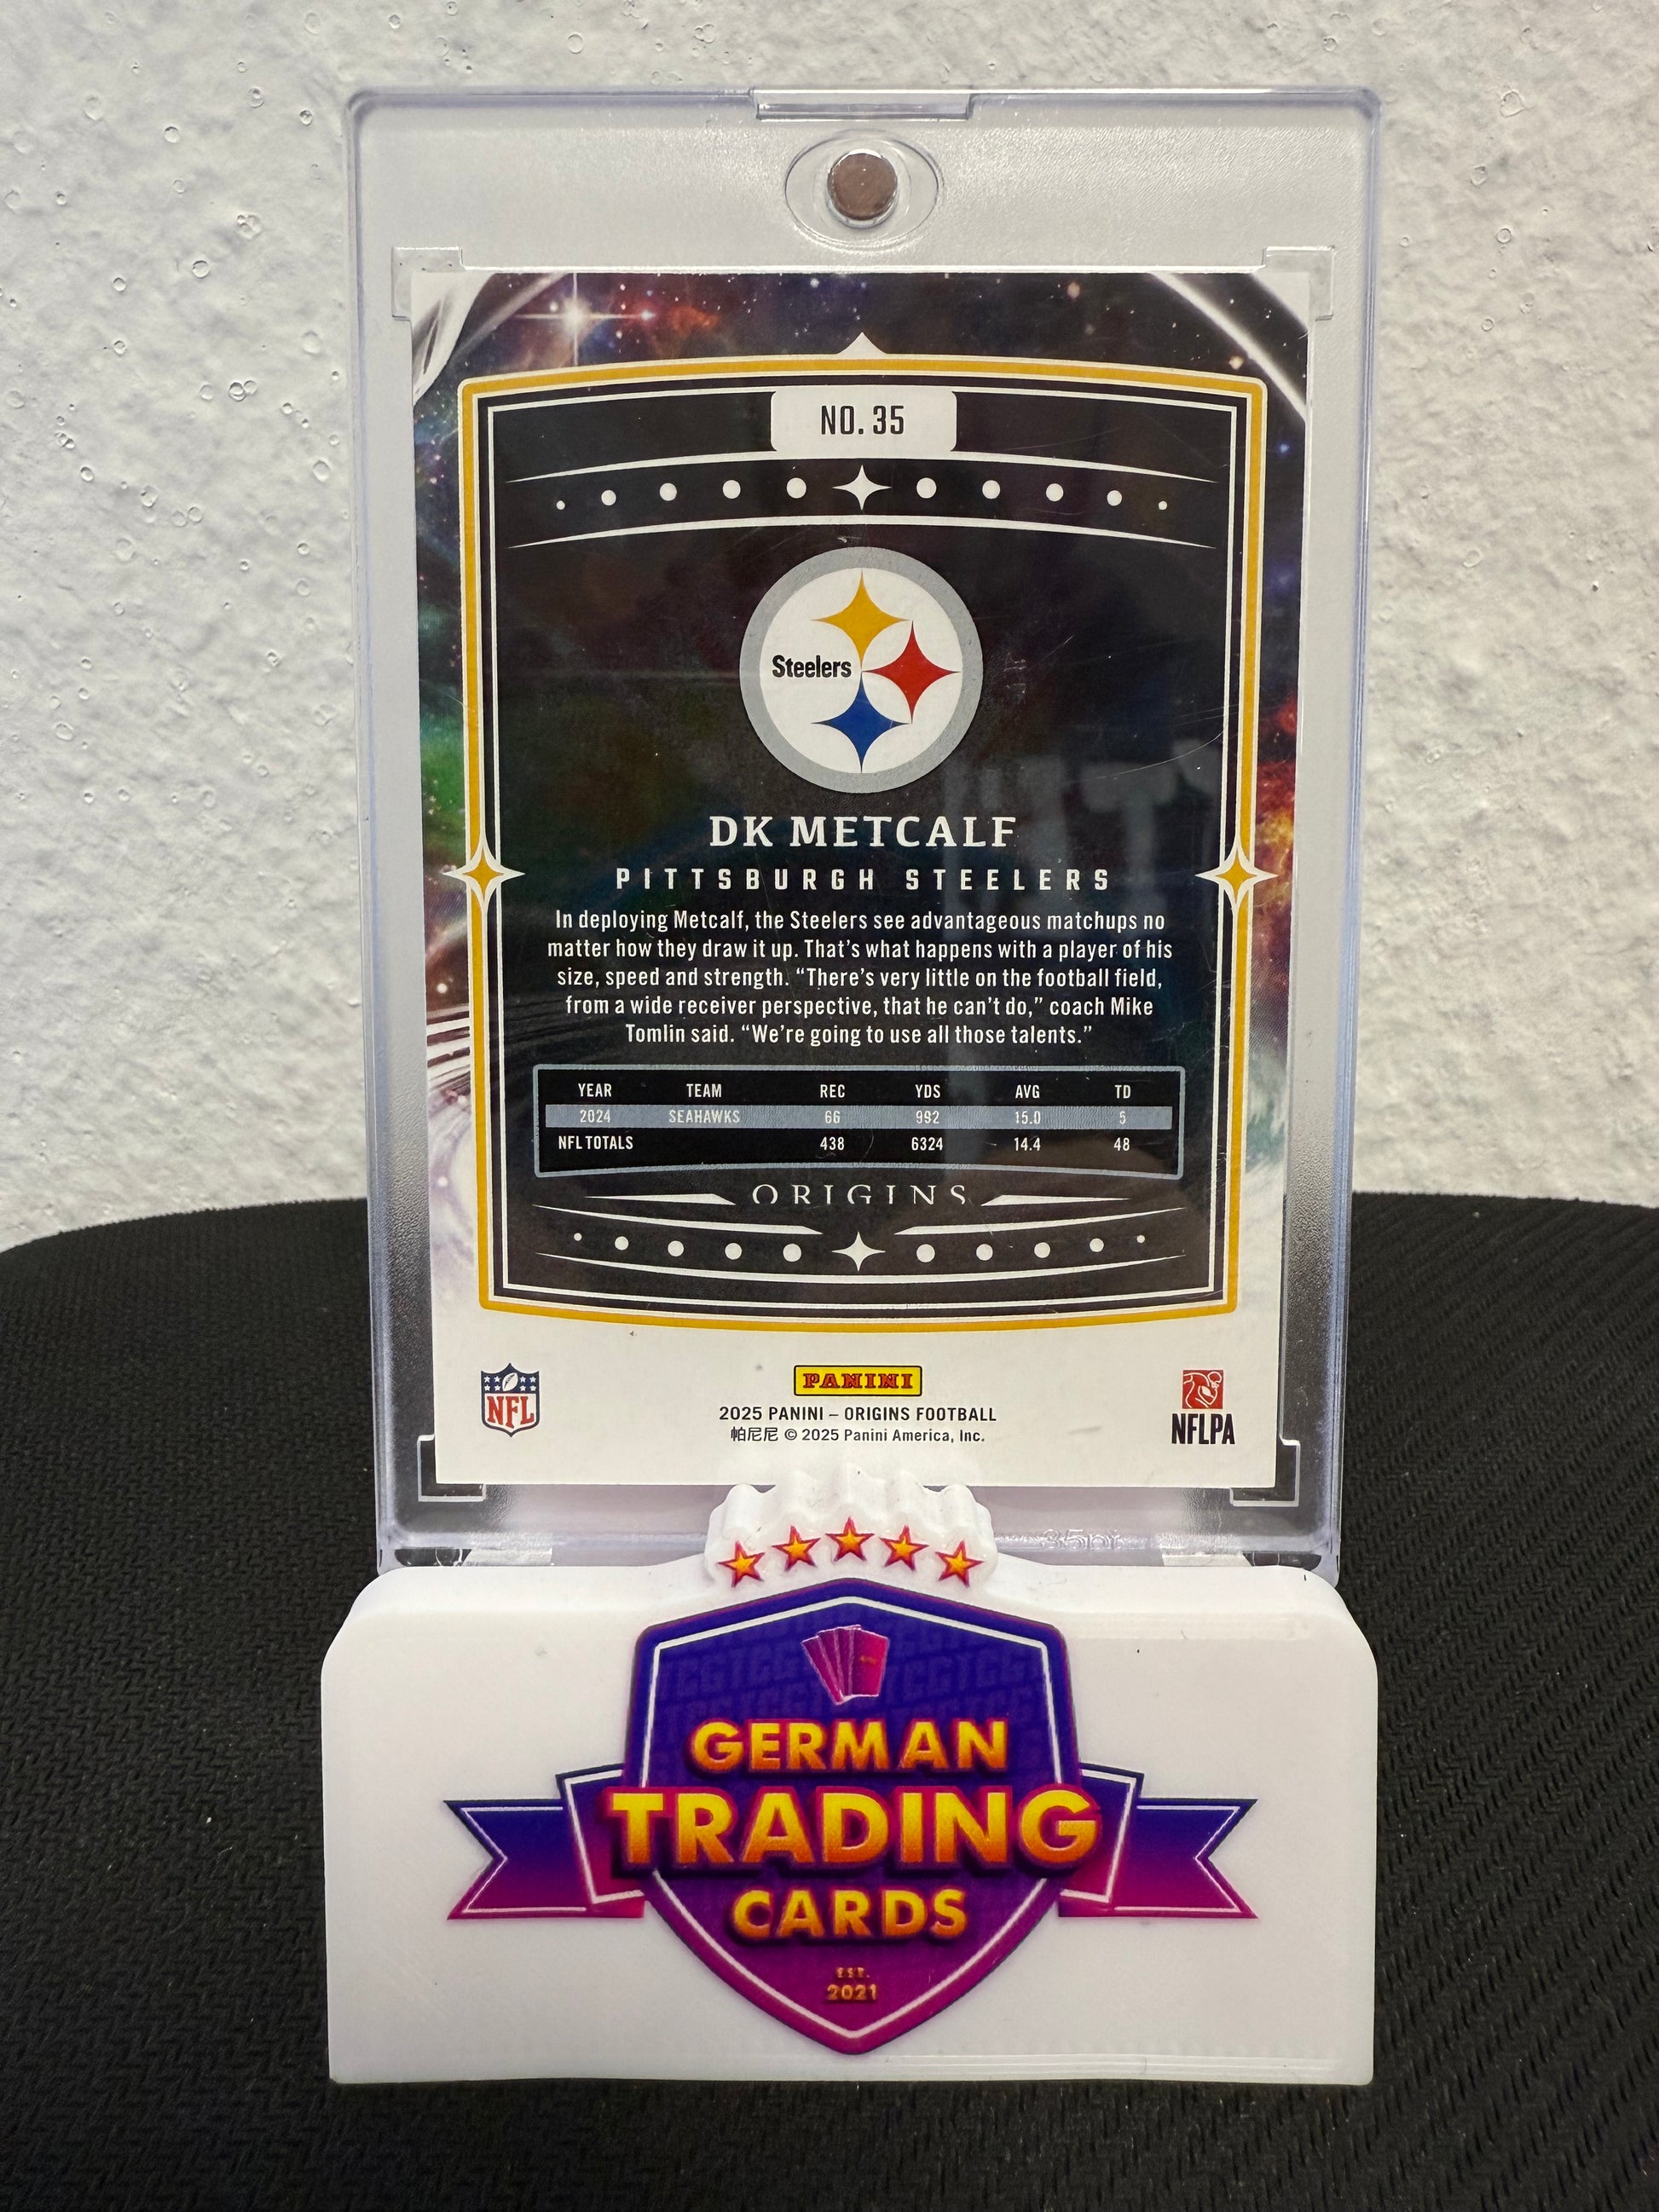 NO. 35
Steelers
DK METCALF
PITTSBURGH STEELERS
In deploying Metcalf, the Steelers see advantageous matchups no
matter how they draw it up. That's what happens with a player of his
size, speed and strength. “There's very little on the football field,
from a wide receiver perspective, that he can't do,” coach Mike
Tomlin said. “We're going to use all those talents.”
YEAR TEAM REC YDS AVG TD
2024 SEAHAWKS 66 992 15.0 5
NFL TOTALS 438 6324 14.4 48
ORIGINS
NFL
PANINI
2025 PANINI – ORIGINS FOOTBALL
帕尼尼 © 2025 Panini America, Inc.
NFLPA
35pt
GERMAN
TRADING
CARDS
EST.
2021